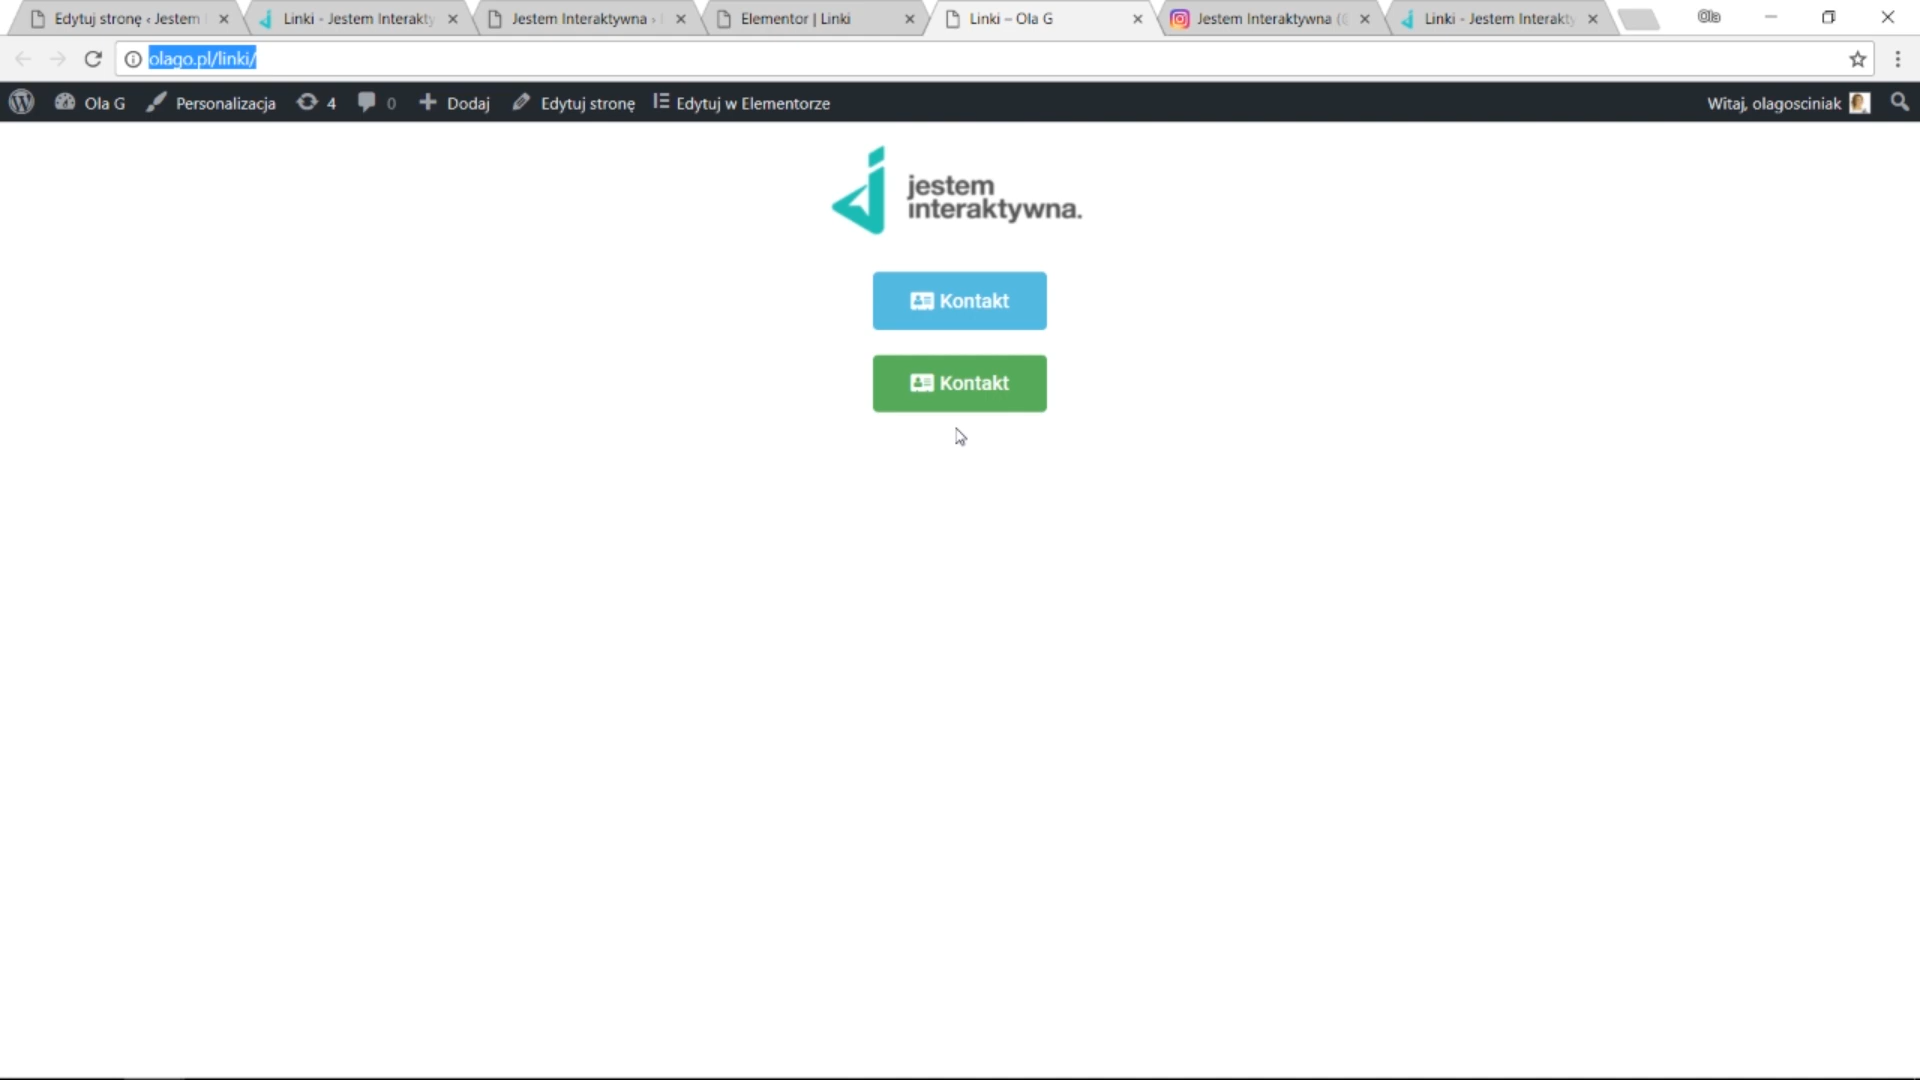 Edytuj stronę ‹ Jestem
Linki - Jestem Interakty
Jestem Interaktywna ›
Elementor | Linki
Linki – Ola G
Jestem Interaktywna (
Linki - Jestem Interakty
Ola
olago.pl/linki/
Ola G
Personalizacja
4
0
Dodaj
Edytuj stronę
Edytuj w Elementorze
Witaj, olagosciniak
jestem
interaktywna.
Kontakt
Kontakt